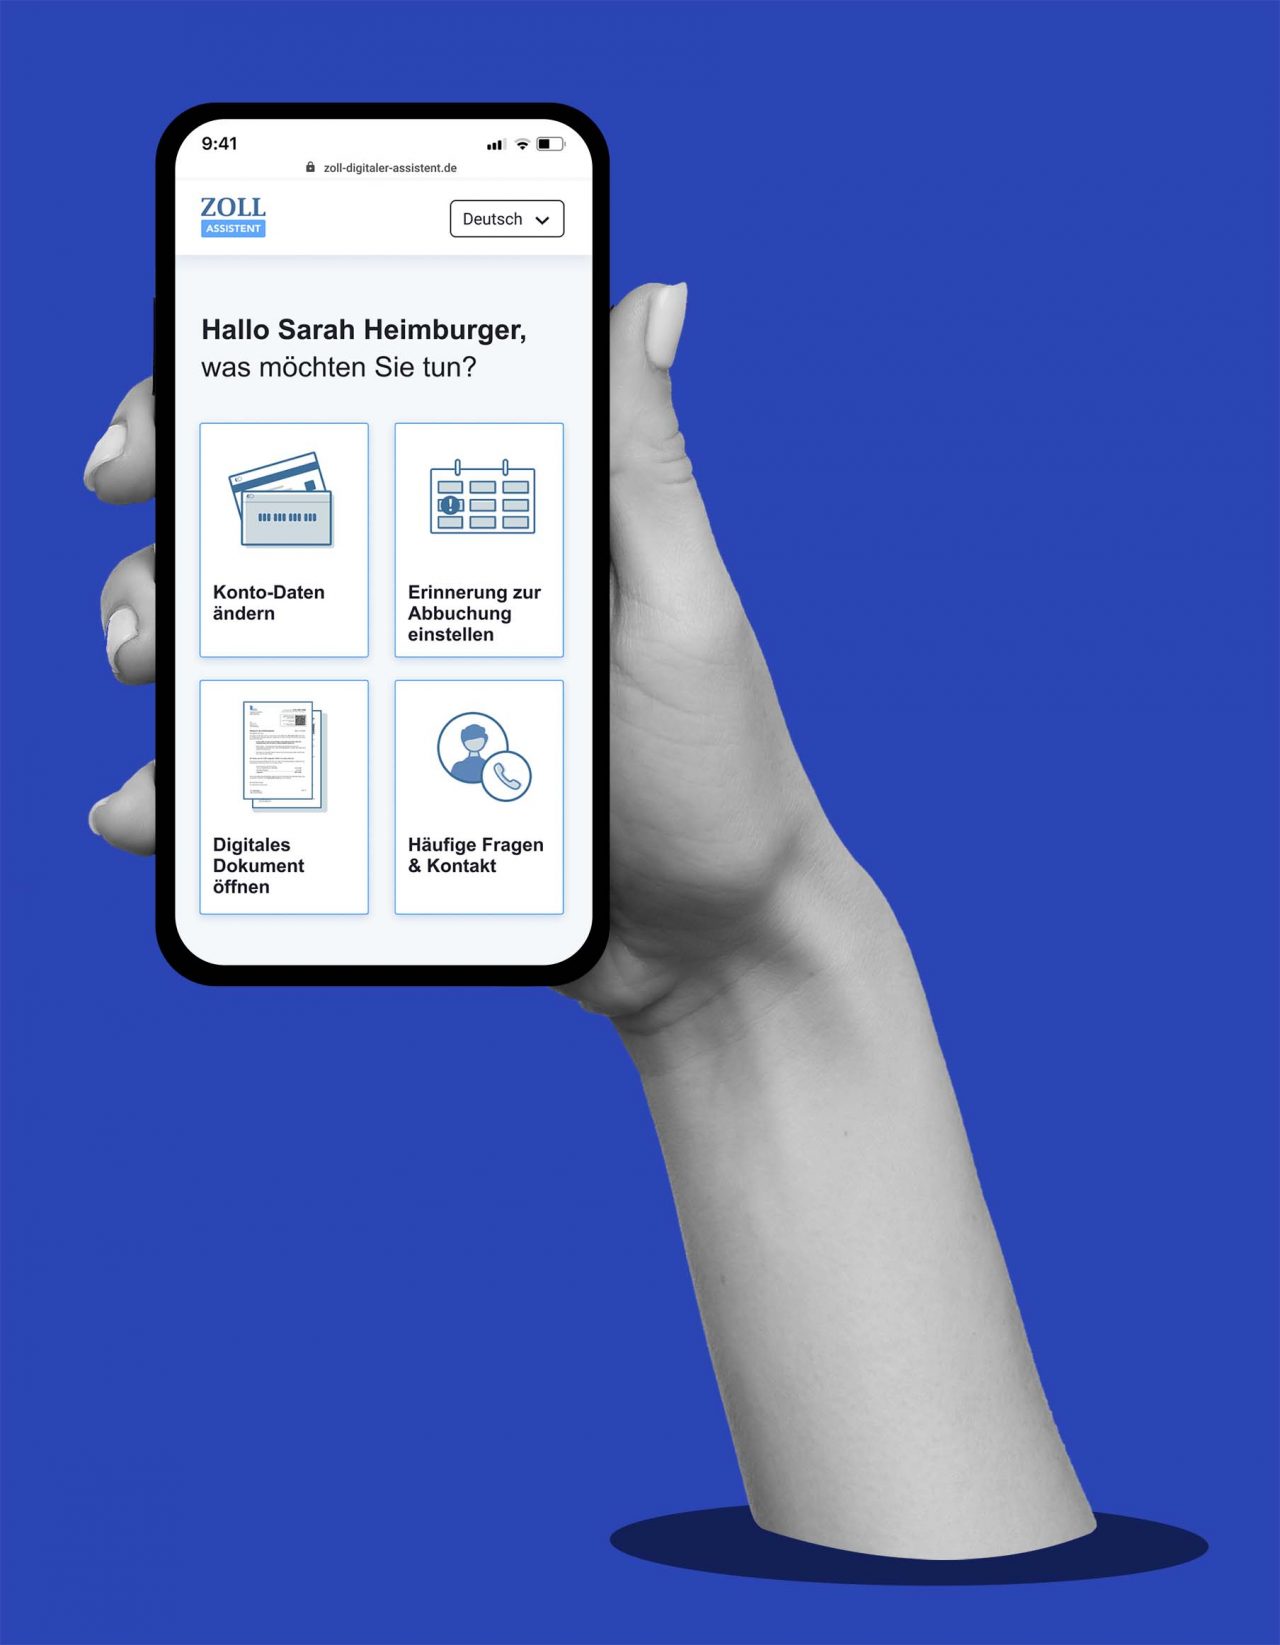 9:41
zoll-digitaler-assistent.de
ZOLL
ASSISTENT
Deutsch
Hallo Sarah Heimburger,
was möchten Sie tun?
Konto-Daten
ändern
Erinnerung zur
Abbuchung
einstellen
Digitales
Dokument
öffnen
Häufige Fragen
& Kontakt